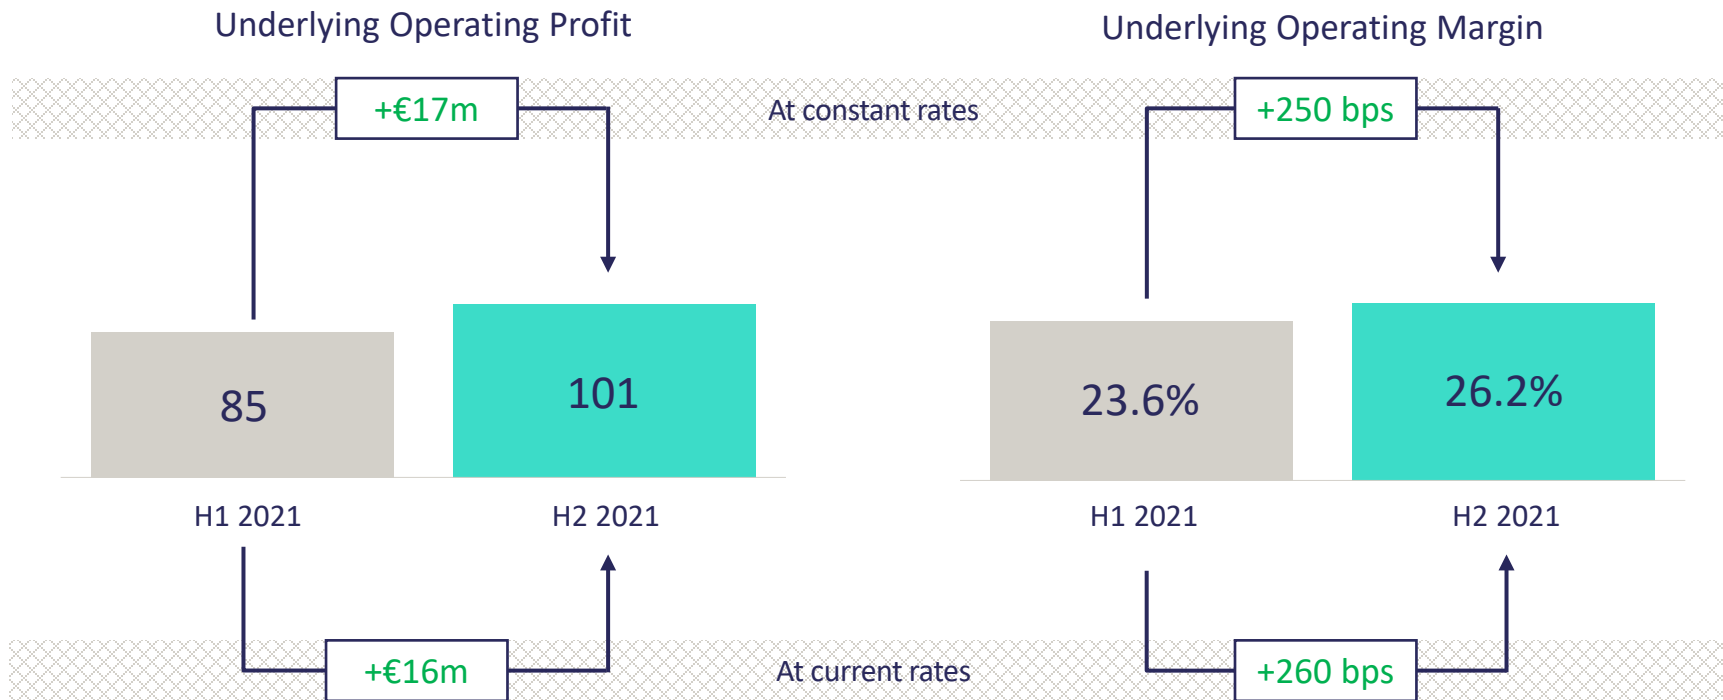 Underlying Operating Profit
Underlying Operating Margin
+€17m
At constant rates
+250 bps
85
101
23.6%
26.2%
H1 2021
H2 2021
H1 2021
H2 2021
+€16m
At current rates
+260 bps